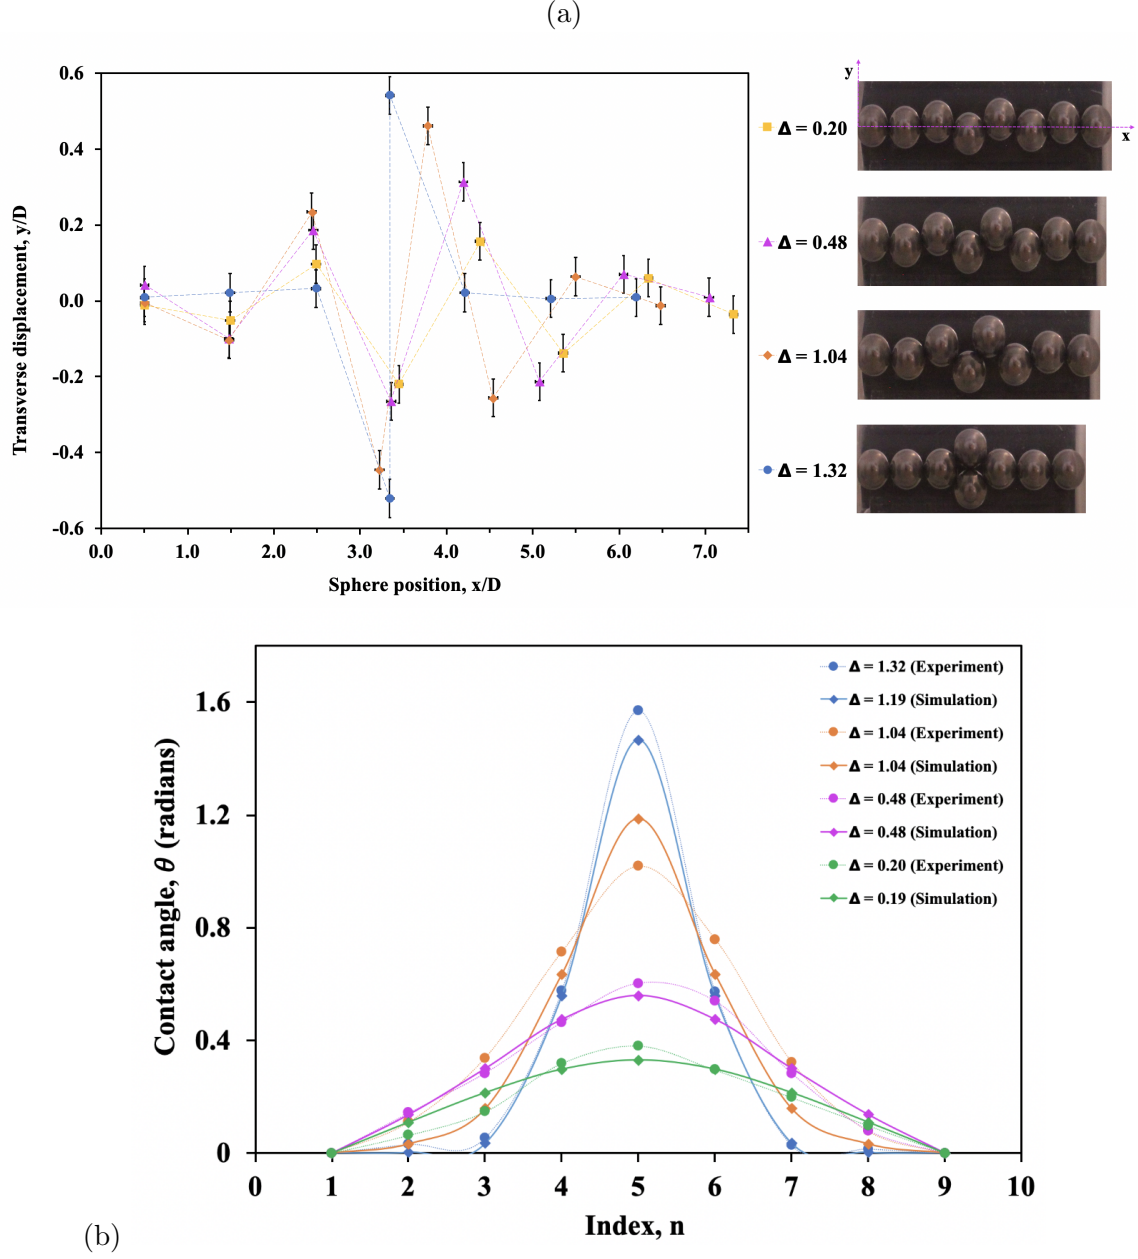 (a)
0.6
0.4
0.2
0.0
-0.2
-0.4
-0.6
Transverse displacement, y/D
0.0 1.0 2.0 3.0 4.0 5.0 6.0 7.0
Sphere position, x/D
Δ = 0.20
Δ = 0.48
Δ = 1.04
Δ = 1.32
y
x
1.6
1.2
0.8
0.4
0
Contact angle, θ (radians)
0 1 2 3 4 5 6 7 8 9 10
Index, n
Δ = 1.32 (Experiment)
Δ = 1.19 (Simulation)
Δ = 1.04 (Experiment)
Δ = 1.04 (Simulation)
Δ = 0.48 (Experiment)
Δ = 0.48 (Simulation)
Δ = 0.20 (Experiment)
Δ = 0.19 (Simulation)
(b)